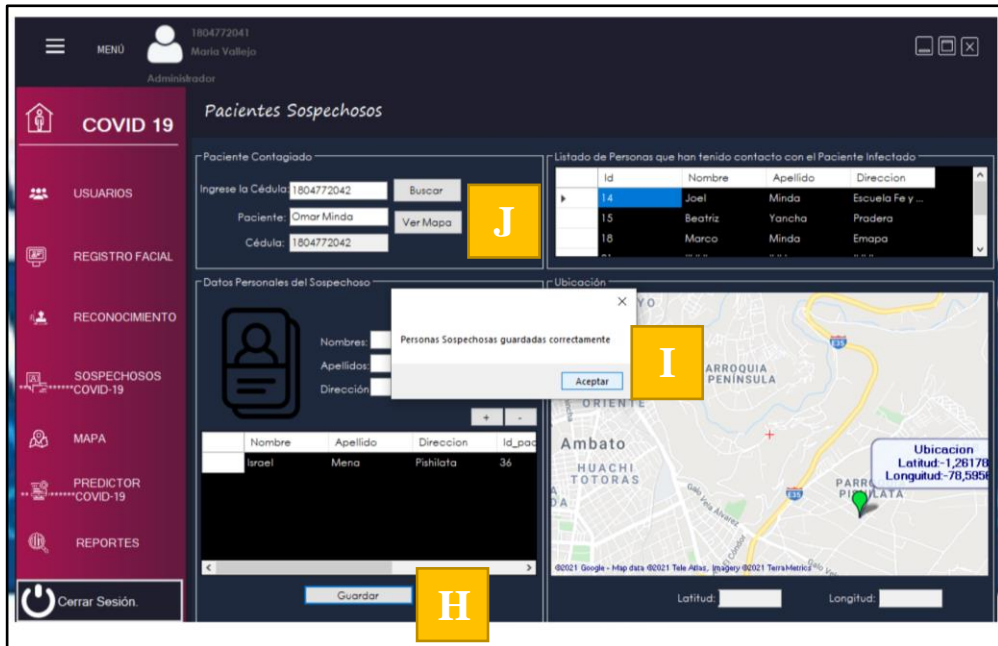 1804772041
MENÚ
Maria Vallejo
Administrador
COVID 19
Pacientes Sospechosos
USUARIOS
REGISTRO FACIAL
RECONOCIMIENTO
SOSPECHOSOS
COVID-19
MAPA
PREDICTOR
COVID-19
REPORTES
Cerrar Sesión.
Paciente Contagiado
Ingrese la Cédula: 1804772042 Buscar
Paciente: Omar Minda Ver Mapa
Cédula: 1804772042
J
Listado de Personas que han tenido contacto con el Paciente Infectado
Id Nombre Apellido Direccion
14 Joel Minda Escuela Fe y ...
15 Beatriz Yancha Pradera
18 Marco Minda Emapa
Datos Personales del Sospechoso
Nombres:
Apellidos:
Dirección
+ -
Personas Sospechosas guardadas correctamente
Aceptar
I
Nombre Apellido Direccion Id_pac
Israel Mena Pishilata 36
Guardar
H
Ubicación
E35
ARROQUIA
PENÍNSULA
ORIENTE
Ambato
HUACHI
TOTORAS
E35
Ubicacion
Latitud:-1,26178
Longuitud:-78,5956
©2021 Google - Map data ©2021 Tele Atlas, Imagery ©2021 TerraMetrics
Latitud:
Longitud: